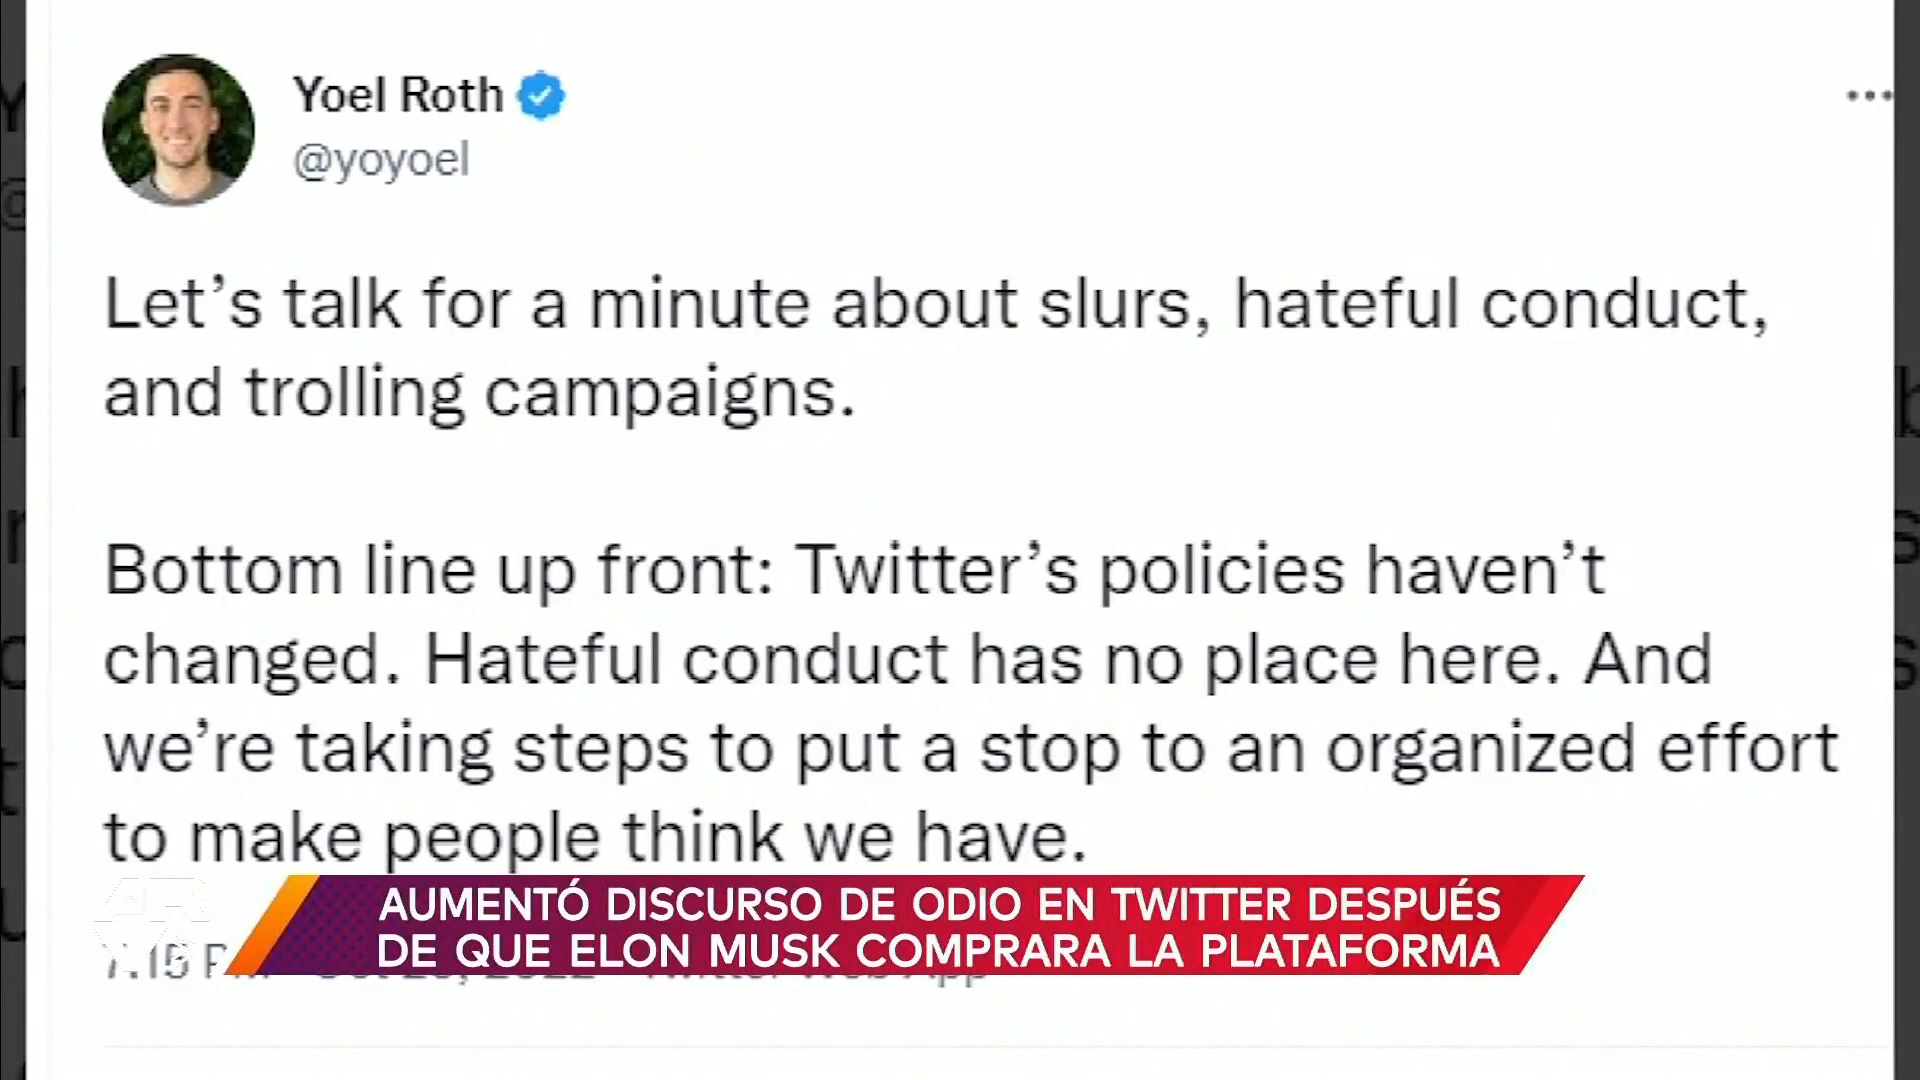 Yoel Roth
@yoyoel
Let's talk for a minute about slurs, hateful conduct,
and trolling campaigns.
Bottom line up front: Twitter's policies haven't
changed. Hateful conduct has no place here. And
we're taking steps to put a stop to an organized effort
to make people think we have.
AUMENTÓ DISCURSO DE ODIO EN TWITTER DESPUÉS
DE QUE ELON MUSK COMPRARA LA PLATAFORMA